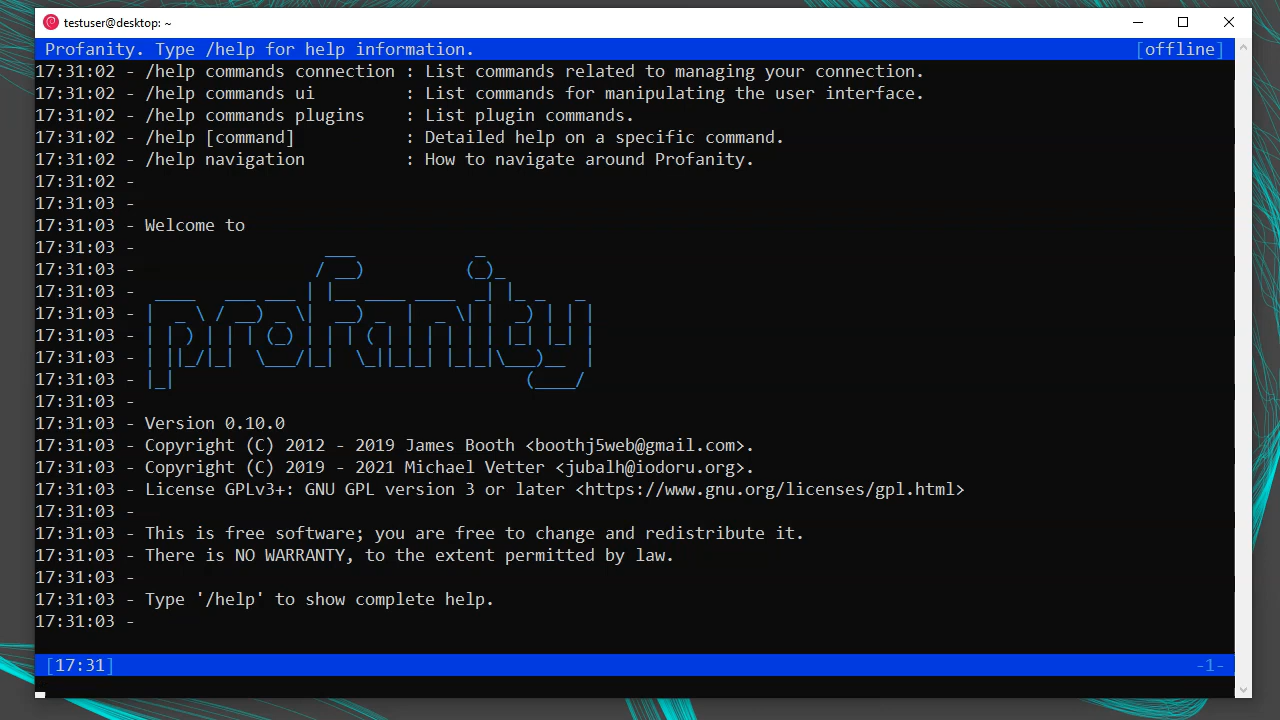 testuser@desktop: ~
Profanity. Type /help for help information. [offline]
17:31:02 - /help commands connection : List commands related to managing your connection.
17:31:02 - /help commands ui         : List commands for manipulating the user interface.
17:31:02 - /help commands plugins    : List plugin commands.
17:31:02 - /help [command]           : Detailed help on a specific command.
17:31:02 - /help navigation          : How to navigate around Profanity.
17:31:02 -
17:31:03 -
17:31:03 - Welcome to
17:31:03 -
17:31:03 -
17:31:03 -
17:31:03 - profanity
17:31:03 -
17:31:03 -
17:31:03 -
17:31:03 -
17:31:03 - Version 0.10.0
17:31:03 - Copyright (C) 2012 - 2019 James Booth <boothj5web@gmail.com>.
17:31:03 - Copyright (C) 2019 - 2021 Michael Vetter <jubalh@iodoru.org>.
17:31:03 - License GPLv3+: GNU GPL version 3 or later <https://www.gnu.org/licenses/gpl.html>
17:31:03 -
17:31:03 - This is free software; you are free to change and redistribute it.
17:31:03 - There is NO WARRANTY, to the extent permitted by law.
17:31:03 -
17:31:03 - Type '/help' to show complete help.
17:31:03 -
[17:31] -1-